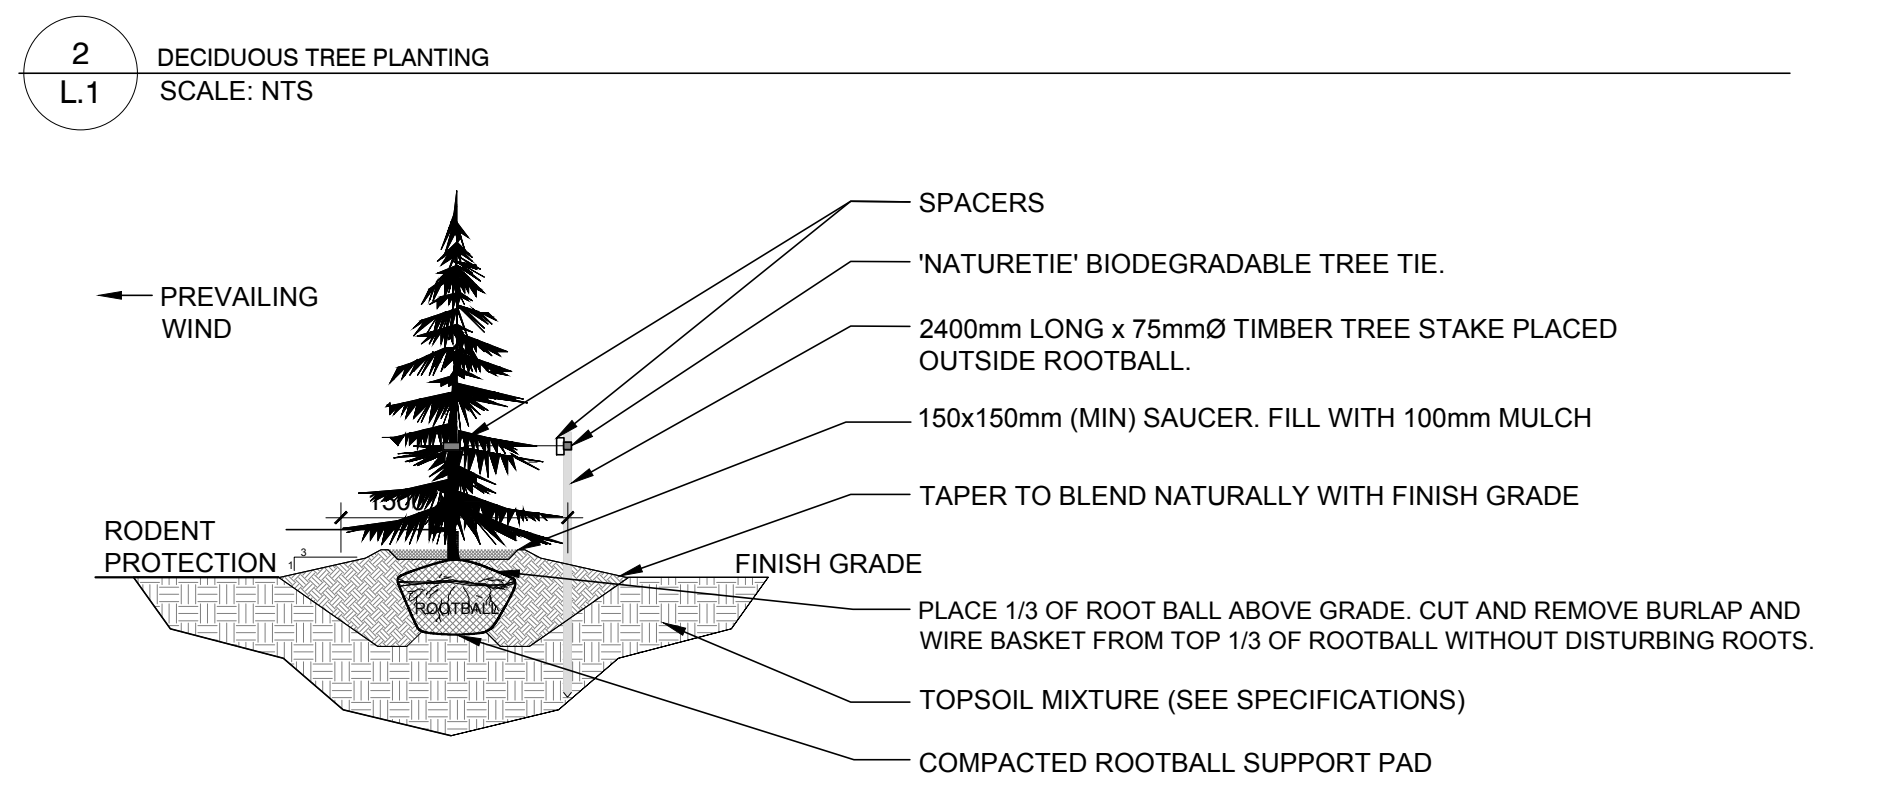 2
L.1
DECIDUOUS TREE PLANTING
SCALE: NTS
PREVAILING
WIND
SPACERS
'NATURETIE' BIODEGRADABLE TREE TIE.
2400mm LONG x 75mmØ TIMBER TREE STAKE PLACED
OUTSIDE ROOTBALL.
150x150mm (MIN) SAUCER. FILL WITH 100mm MULCH
TAPER TO BLEND NATURALLY WITH FINISH GRADE
1500
RODENT
PROTECTION
3
1
FINISH GRADE
ROOTBALL
PLACE 1/3 OF ROOT BALL ABOVE GRADE. CUT AND REMOVE BURLAP AND
WIRE BASKET FROM TOP 1/3 OF ROOTBALL WITHOUT DISTURBING ROOTS.
TOPSOIL MIXTURE (SEE SPECIFICATIONS)
COMPACTED ROOTBALL SUPPORT PAD